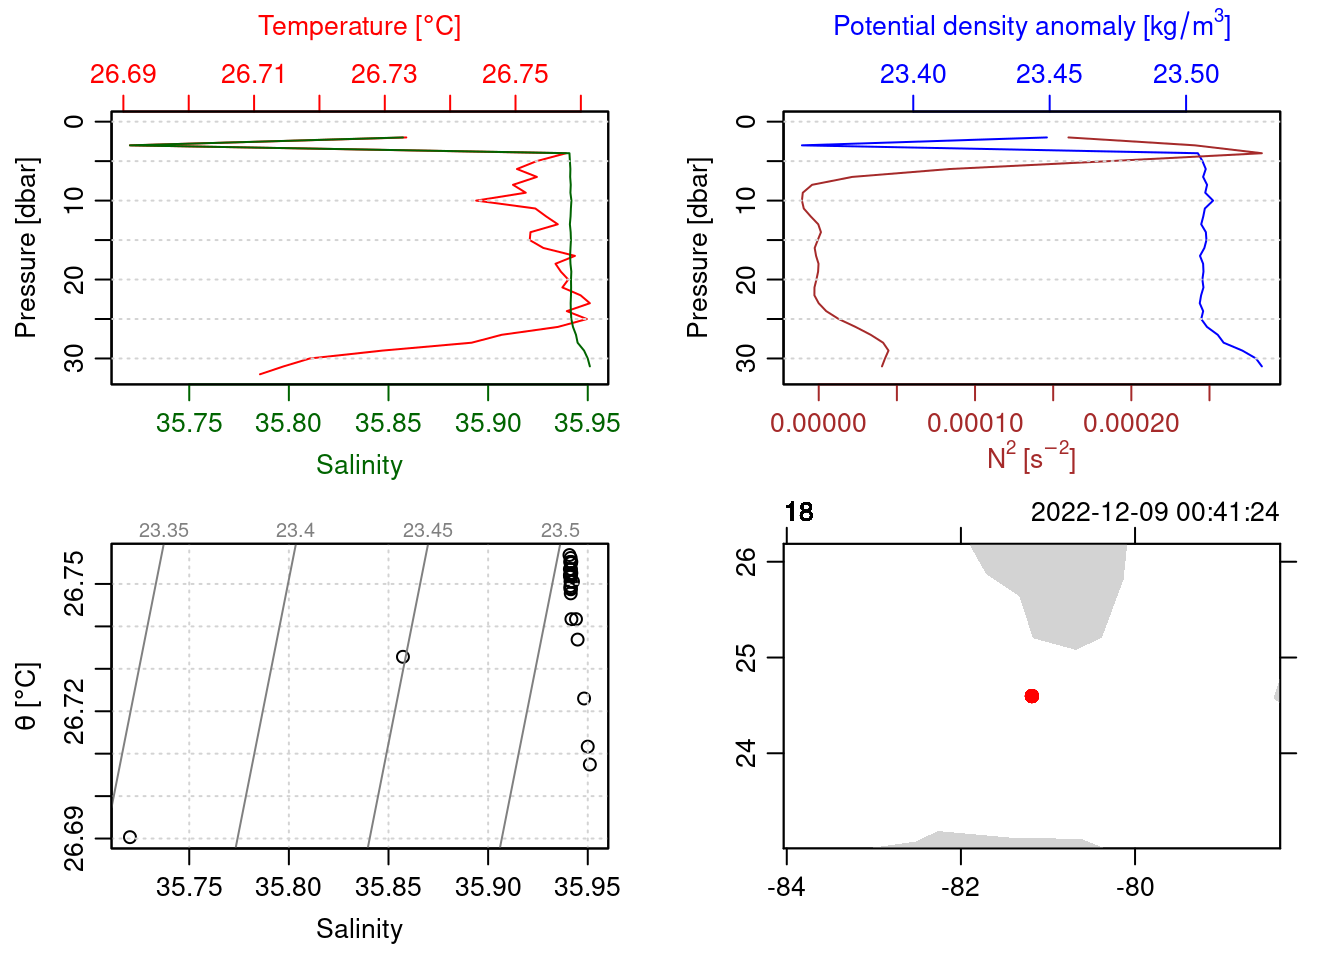 Temperature [°C]
26.69 26.71 26.73 26.75
Pressure [dbar]
0 10 20 30
35.75 35.80 35.85 35.90 35.95
Salinity
Potential density anomaly [kg/m³]
23.40 23.45 23.50
Pressure [dbar]
0 10 20 30
0.00000 0.00010 0.00020
N² [s⁻²]
23.35 23.4 23.45 23.5
θ [°C]
26.75 26.72 26.69
35.75 35.80 35.85 35.90 35.95
Salinity
18 2022-12-09 00:41:24
26 25 24
-84 -82 -80